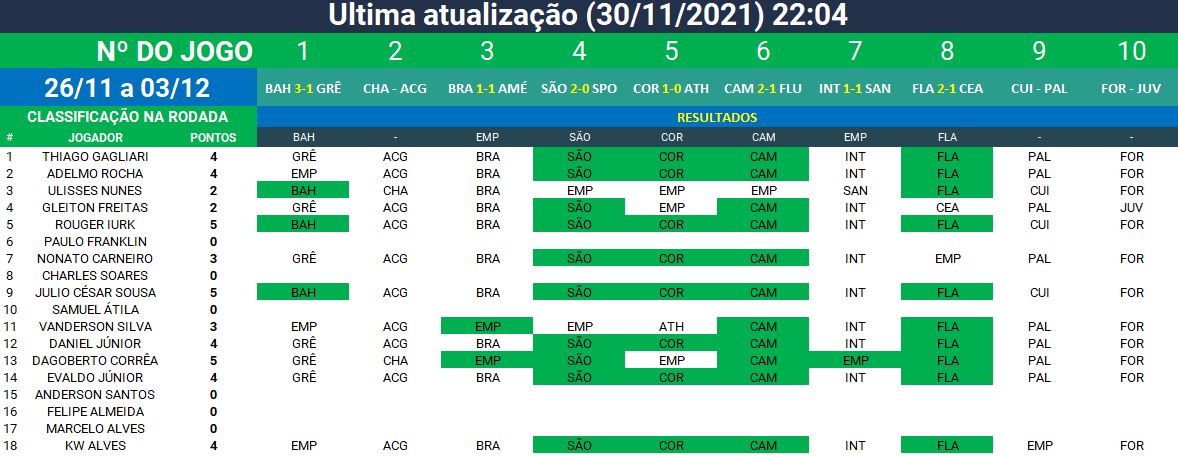 Última atualização (30/11/2021) 22:04
Nº DO JOGO 1 2 3 4 5 6 7 8 9 10
26/11 a 03/12 BAH 3-1 GRÊ CHA - ACG BRA 1-1 AMÉ SÃO 2-0 SPO COR 1-0 ATH CAM 2-1 FLU INT 1-1 SAN FLA 2-1 CEA CUI - PAL FOR - JUV
CLASSIFICAÇÃO NA RODADA RESULTADOS
# JOGADOR PONTOS BAH - EMP SÃO COR CAM EMP FLA - -
1 THIAGO GAGLIARI 4 GRÊ ACG BRA SÃO COR CAM INT FLA PAL FOR
2 ADELMO ROCHA 4 EMP ACG BRA SÃO COR CAM INT FLA PAL FOR
3 ULISSES NUNES 2 BAH CHA BRA EMP EMP EMP SAN FLA CUI FOR
4 GLEITON FREITAS 2 GRÊ ACG BRA SÃO EMP CAM INT CEA PAL JUV
5 ROUGER IURK 5 BAH ACG BRA SÃO COR CAM INT FLA CUI FOR
6 PAULO FRANKLIN 0
7 NONATO CARNEIRO 3 GRÊ ACG BRA SÃO COR CAM INT EMP PAL FOR
8 CHARLES SOARES 0
9 JULIO CÉSAR SOUSA 5 BAH ACG BRA SÃO COR CAM INT FLA CUI FOR
10 SAMUEL ÁTILA 0
11 VANDERSON SILVA 3 EMP ACG EMP EMP ATH CAM INT FLA PAL FOR
12 DANIEL JÚNIOR 4 GRÊ ACG BRA SÃO COR CAM INT FLA PAL FOR
13 DAGOBERTO CORRÊA 5 GRÊ CHA EMP SÃO EMP CAM EMP FLA PAL FOR
14 EVALDO JÚNIOR 4 GRÊ ACG BRA SÃO COR CAM INT FLA PAL FOR
15 ANDERSON SANTOS 0
16 FELIPE ALMEIDA 0
17 MARCELO ALVES 0
18 KW ALVES 4 EMP ACG BRA SÃO COR CAM INT FLA EMP FOR